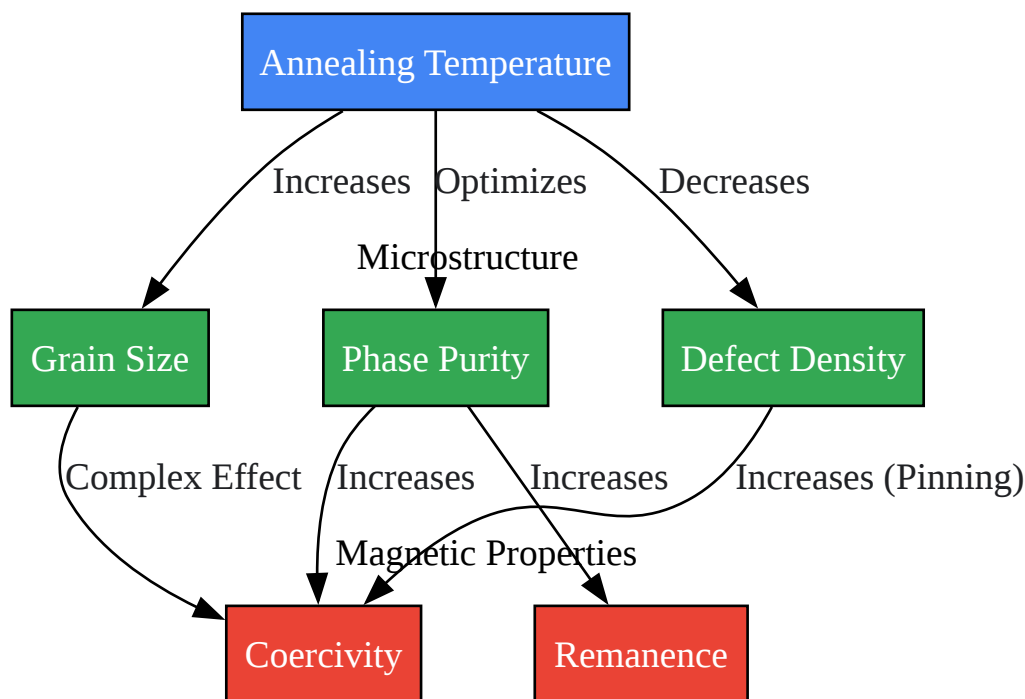 Annealing Temperature
Increases
Optimizes
Decreases
Microstructure
Grain Size
Phase Purity
Defect Density
Complex Effect
Increases
Increases
Increases (Pinning)
Magnetic Properties
Coercivity
Remanence